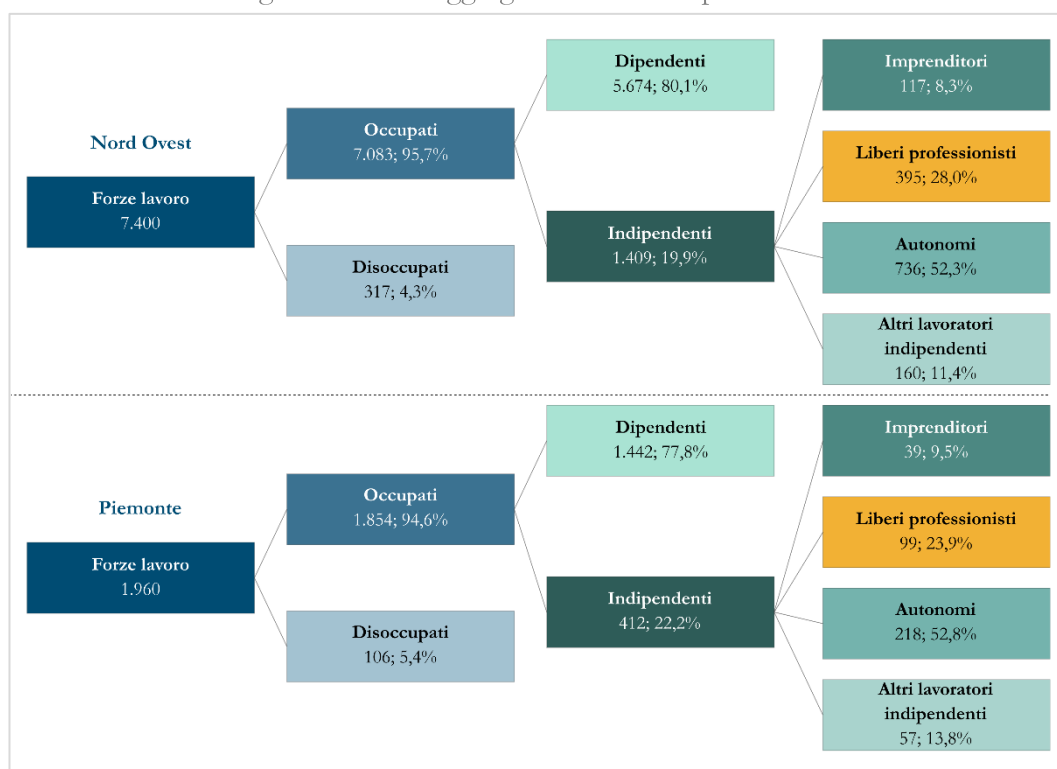 Nord Ovest
Forze lavoro
7.400
Occupati
7.083; 95,7%
Disoccupati
317; 4,3%
Dipendenti
5.674; 80,1%
Indipendenti
1.409; 19,9%
Imprenditori
117; 8,3%
Liberi professionisti
395; 28,0%
Autonomi
736; 52,3%
Altri lavoratori
indipendenti
160; 11,4%
Piemonte
Forze lavoro
1.960
Occupati
1.854; 94,6%
Disoccupati
106; 5,4%
Dipendenti
1.442; 77,8%
Indipendenti
412; 22,2%
Imprenditori
39; 9,5%
Liberi professionisti
99; 23,9%
Autonomi
218; 52,8%
Altri lavoratori
indipendenti
57; 13,8%